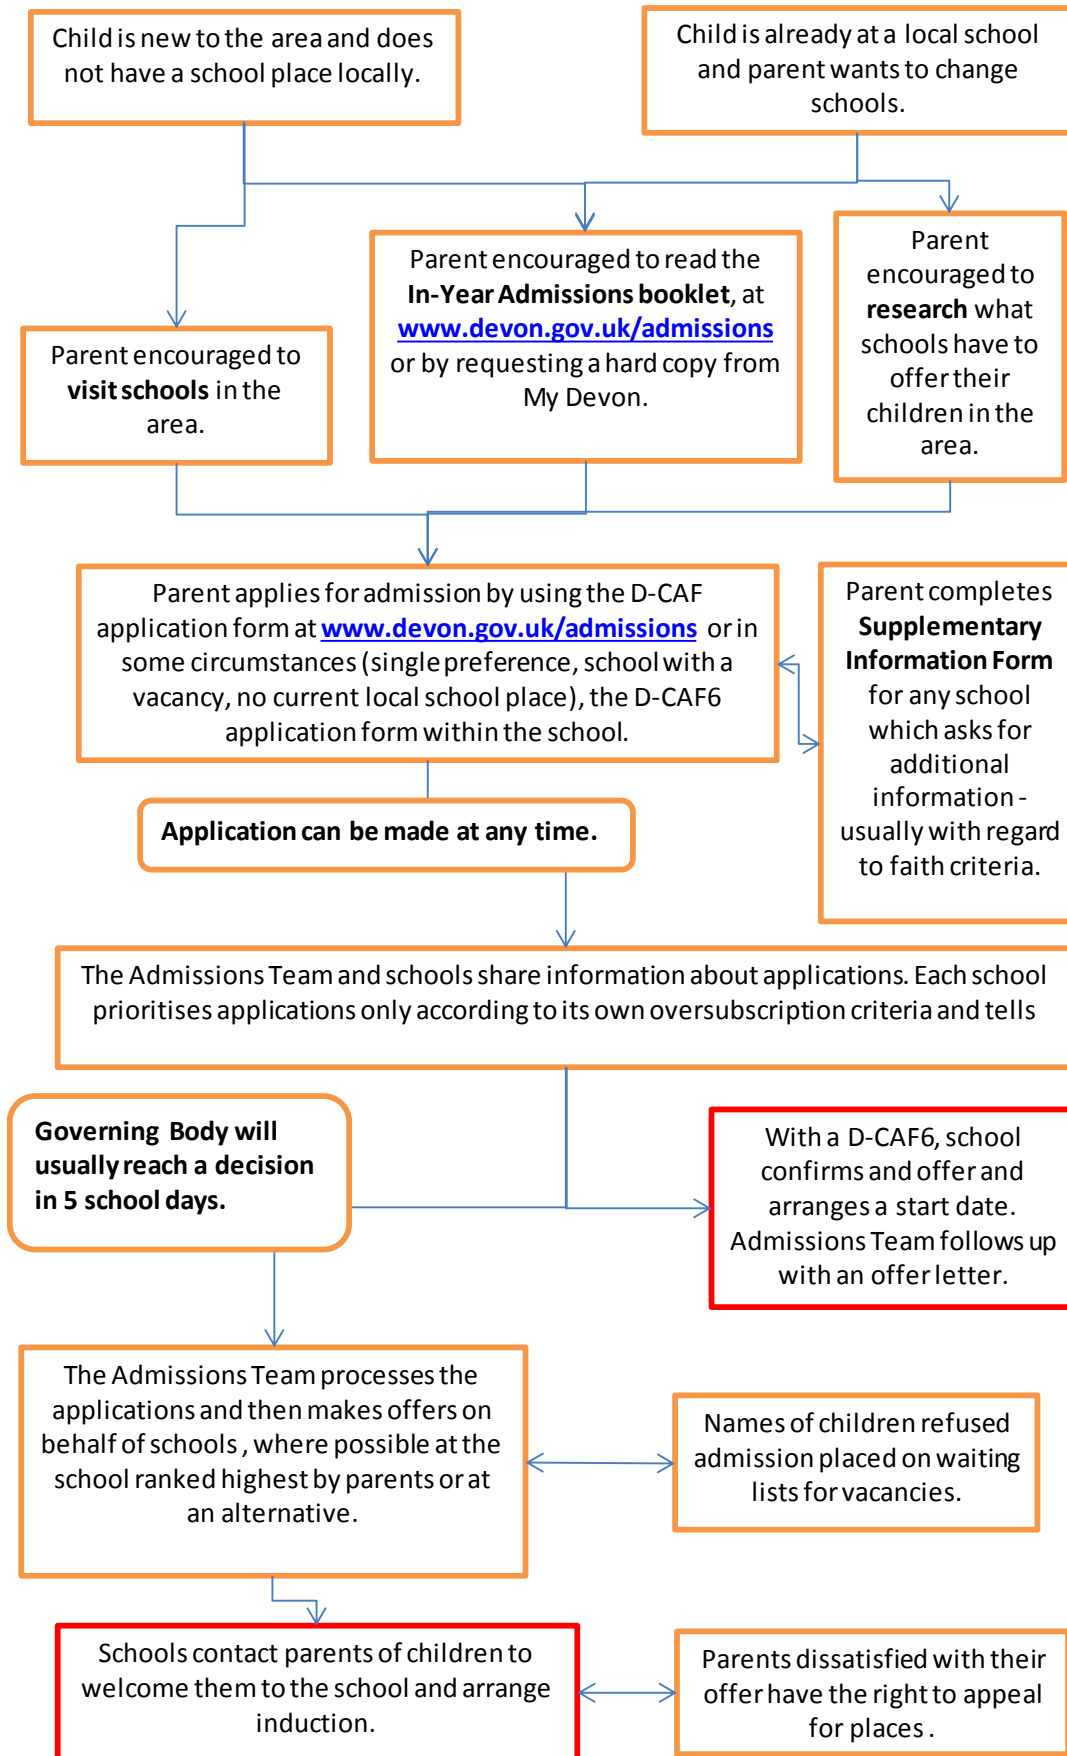 Child is new to the area and does
not have a school place locally.
Child is already at a local school
and parent wants to change
schools.
Parent encouraged to
visit schools in the
area.
Parent encouraged to read the
In-Year Admissions booklet, at
www.devon.gov.uk/admissions
or by requesting a hard copy from
My Devon.
Parent
encouraged to
research what
schools have to
offer their
children in the
area.
Parent applies for admission by using the D-CAF
application form at www.devon.gov.uk/admissions or in
some circumstances (single preference, school with a
vacancy, no current local school place), the D-CAF6
application form within the school.
Parent completes
Supplementary
Information Form
for any school
which asks for
additional
information -
usually with regard
to faith criteria.
Application can be made at any time.
The Admissions Team and schools share information about applications. Each school
prioritises applications only according to its own oversubscription criteria and tells
Governing Body will
usually reach a decision
in 5 school days.
With a D-CAF6, school
confirms and offer and
arranges a start date.
Admissions Team follows up
with an offer letter.
The Admissions Team processes the
applications and then makes offers on
behalf of schools , where possible at the
school ranked highest by parents or at
an alternative.
Names of children refused
admission placed on waiting
lists for vacancies.
Schools contact parents of children to
welcome them to the school and arrange
induction.
Parents dissatisfied with their
offer have the right to appeal
for places .